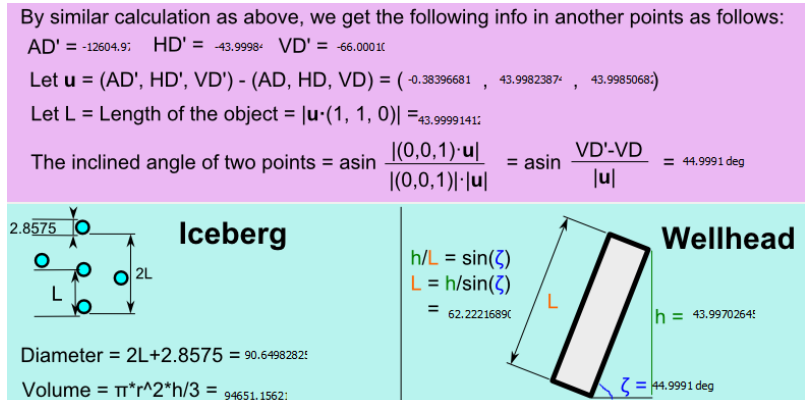 By similar calculation as above, we get the following info in another points as follows:
AD' = -12604.97 HD' = -43.9998 VD' = -66.0001
Let u = (AD', HD', VD') - (AD, HD, VD) = ( -0.38396681 , 43.9982387 , 43.9985068 )
Let L = Length of the object = |u·(1, 1, 0)| = 43.9999141
The inclined angle of two points = asin |(0,0,1)·u| / |(0,0,1)|·|u| = asin VD'-VD / |u| = 44.9991 deg
2.8575
Iceberg
L
2L
Diameter = 2L+2.8575 = 90.6498282
Volume = π*r^2*h/3 = 94651.1562
Wellhead
h/L = sin(ζ)
L = h/sin(ζ)
= 62.2221689
L
h = 43.9970264
ζ = 44.9991 deg